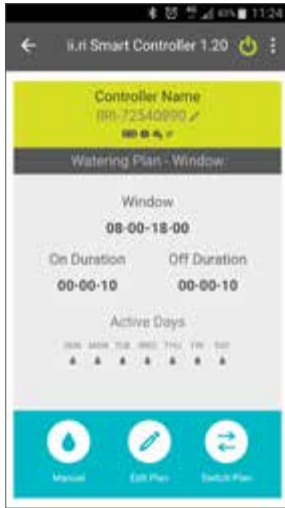 11:24
ii.ri Smart Controller 1.20
Controller Name
Watering Plan - Window
Window
08-00-18-00
On Duration Off Duration
00-00-10 00-00-10
Active Days
SUN MON TUE WED THU FRI SAT
Manual Edit Plan Switch Plan